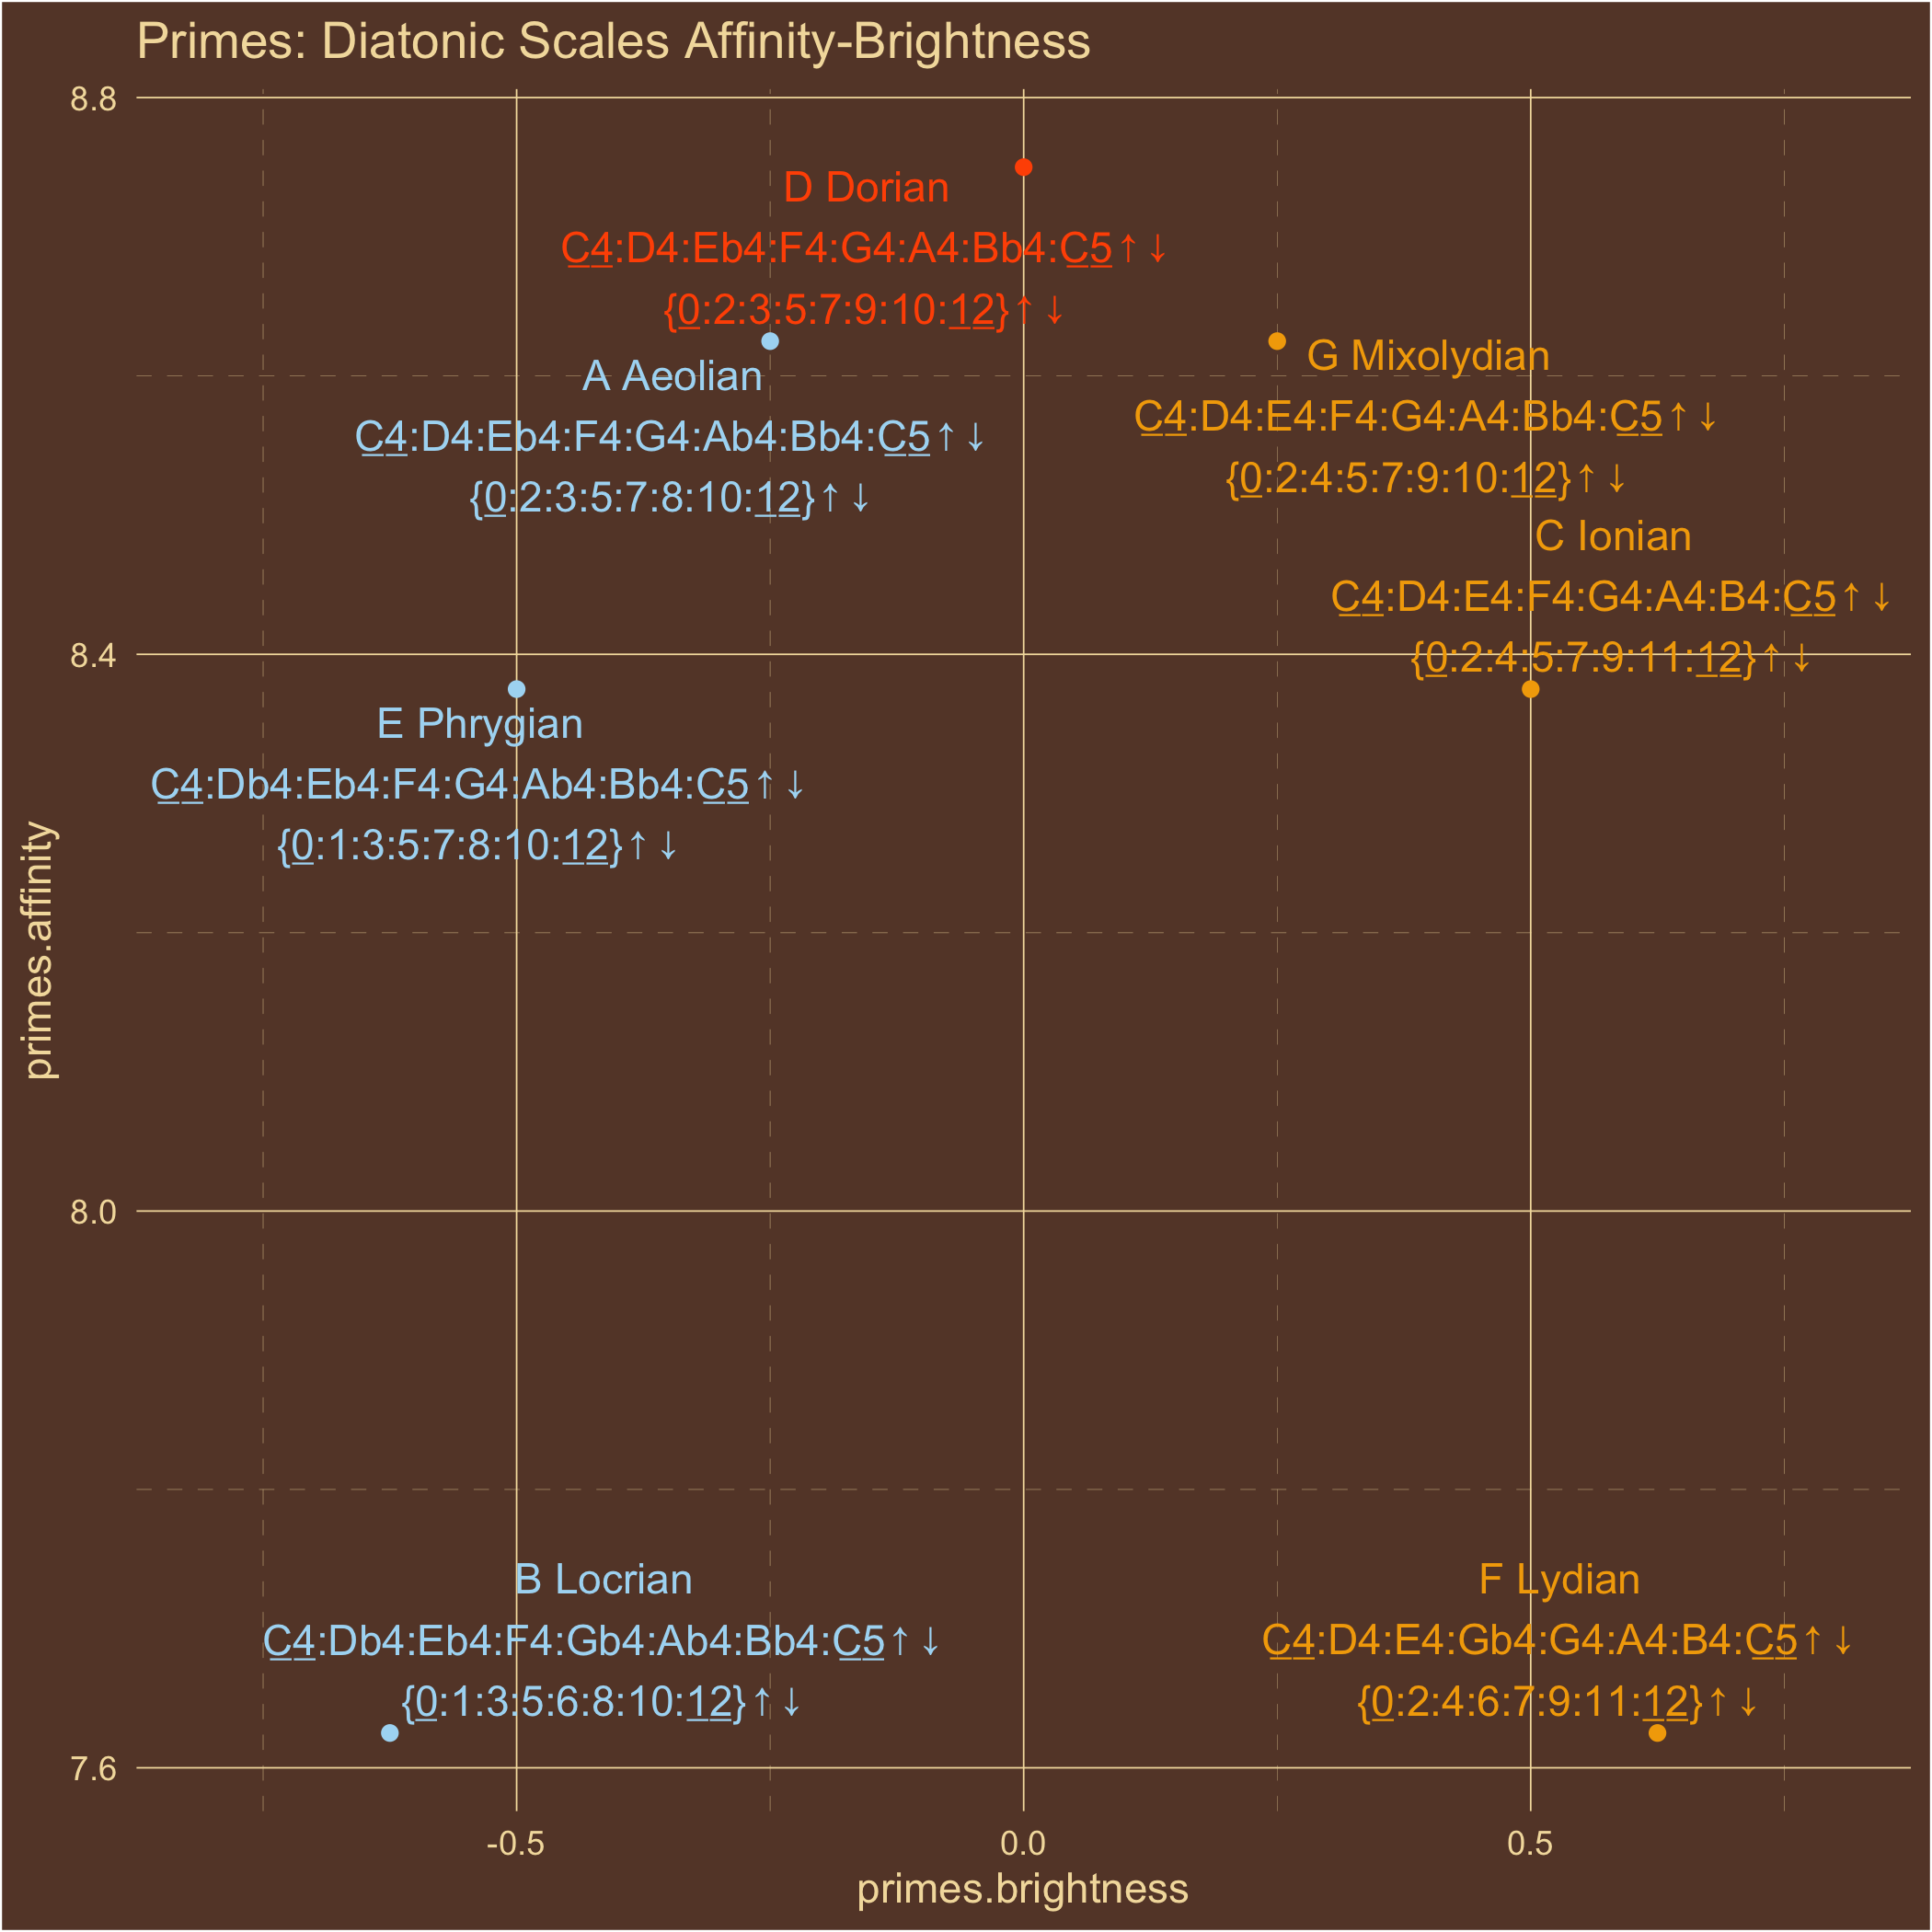 Primes: Diatonic Scales Affinity-Brightness
8.8
D Dorian
C4:D4:Eb4:F4:G4:A4:Bb4:C5↑↓
{0:2:3:5:7:9:10:12}↑↓
A Aeolian
C4:D4:Eb4:F4:G4:Ab4:Bb4:C5↑↓
{0:2:3:5:7:8:10:12}↑↓
G Mixolydian
C4:D4:E4:F4:G4:A4:Bb4:C5↑↓
{0:2:4:5:7:9:10:12}↑↓
C Ionian
C4:D4:E4:F4:G4:A4:B4:C5↑↓
{0:2:4:5:7:9:11:12}↑↓
8.4
E Phrygian
C4:Db4:Eb4:F4:G4:Ab4:Bb4:C5↑↓
{0:1:3:5:7:8:10:12}↑↓
primes.affinity
8.0
B Locrian
C4:Db4:Eb4:F4:Gb4:Ab4:Bb4:C5↑↓
{0:1:3:5:6:8:10:12}↑↓
F Lydian
C4:D4:E4:Gb4:G4:A4:B4:C5↑↓
{0:2:4:6:7:9:11:12}↑↓
7.6
-0.5
0.0
0.5
primes.brightness